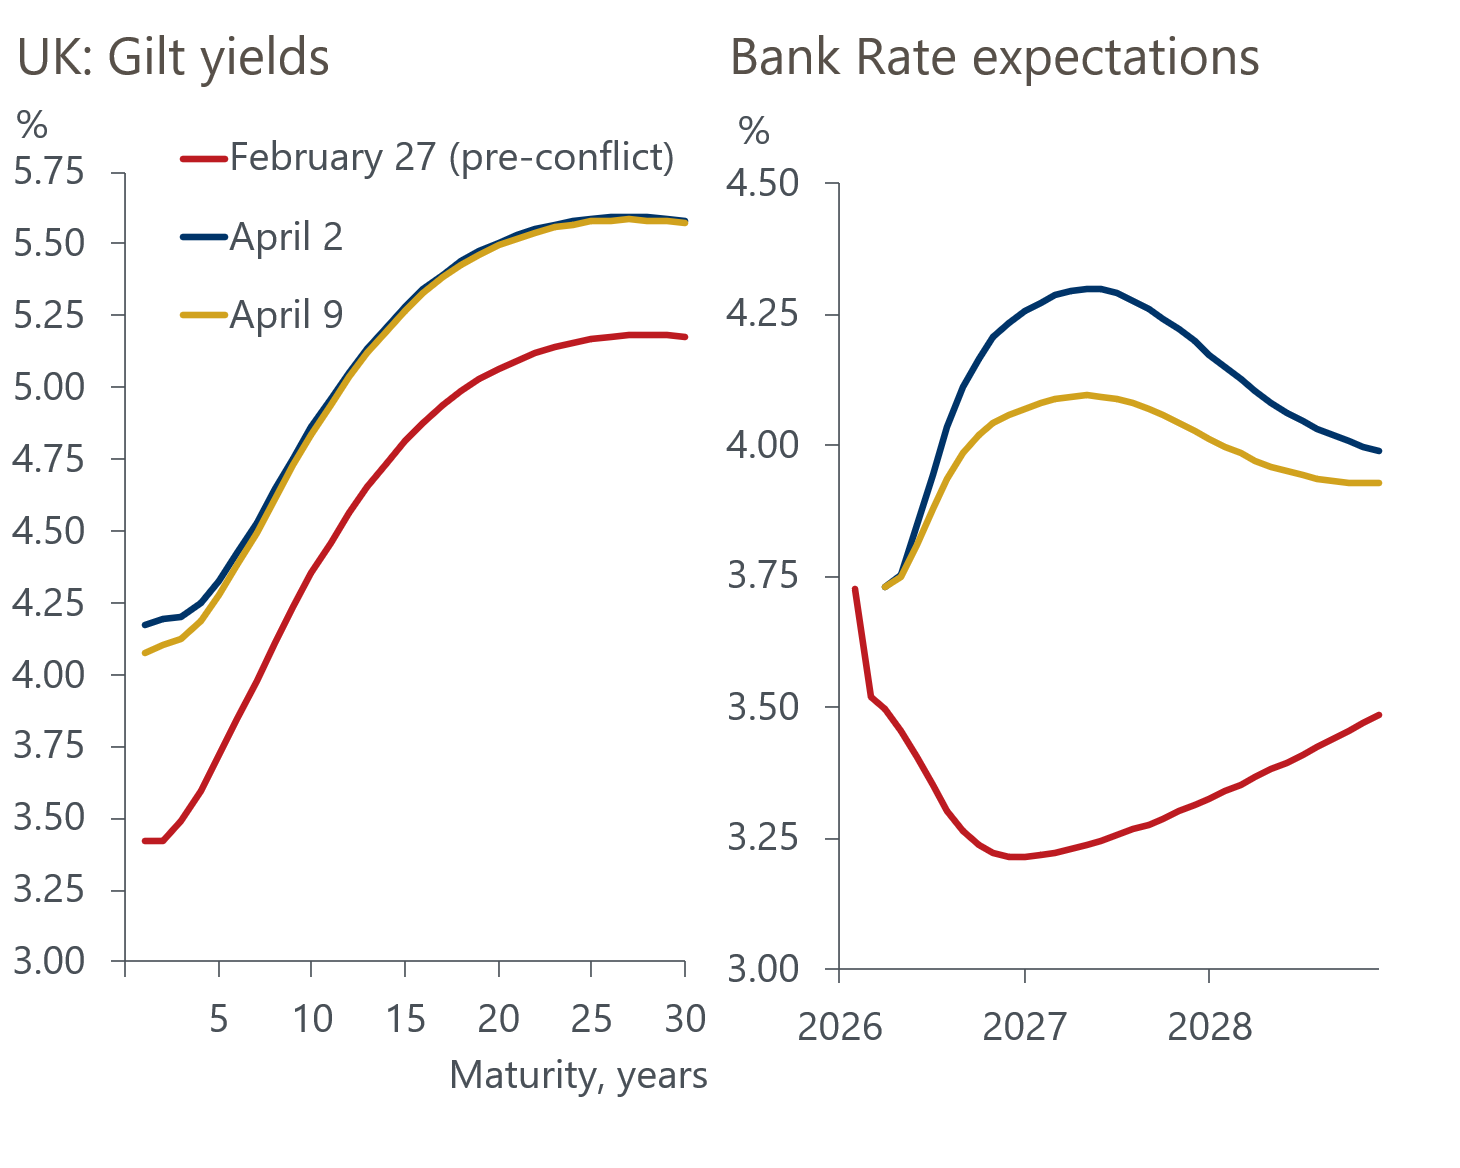 UK: Gilt yields
%
February 27 (pre-conflict)
April 2
April 9
5.75
5.50
5.25
5.00
4.75
4.50
4.25
4.00
3.75
3.50
3.25
3.00
5 10 15 20 25 30
Maturity, years
Bank Rate expectations
%
4.50
4.25
4.00
3.75
3.50
3.25
3.00
2026 2027 2028